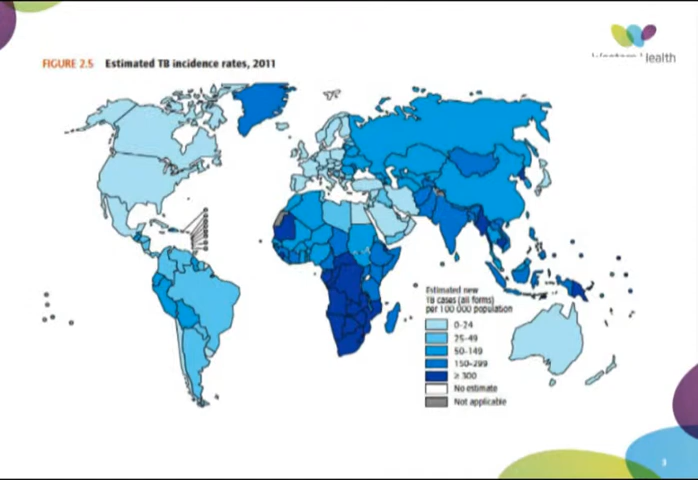 Health
FIGURE 2.5 Estimated TB incidence rates, 2011
Estimated new
TB cases (all forms)
per 100 000 population
0-24
25-49
50-149
150-299
≥ 300
No estimate
Not applicable
3